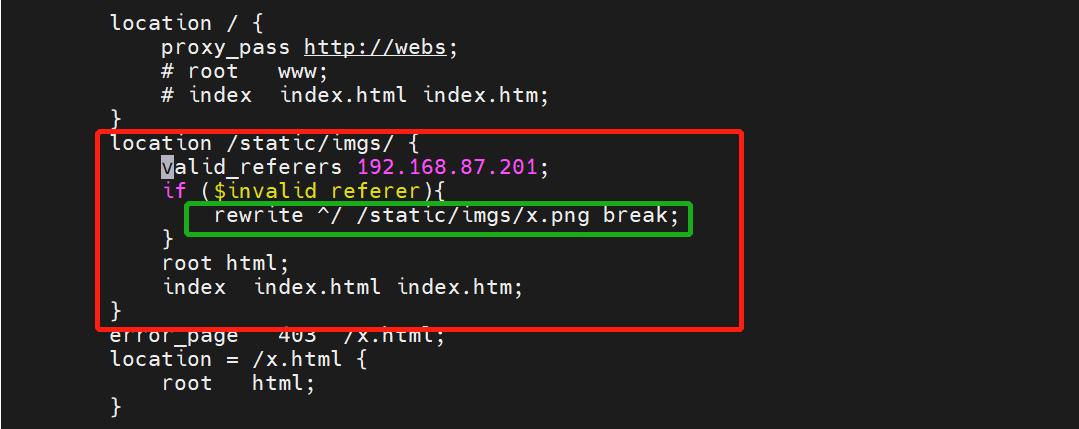 location / {
proxy_pass http://webs;
# root   www;
# index  index.html index.htm;
}
location /static/imgs/ {
valid_referers 192.168.87.201;
if ($invalid_referer){
rewrite ^/ /static/imgs/x.png break;
}
root html;
index  index.html index.htm;
}
error_page   403  /x.html;
location = /x.html {
root   html;
}